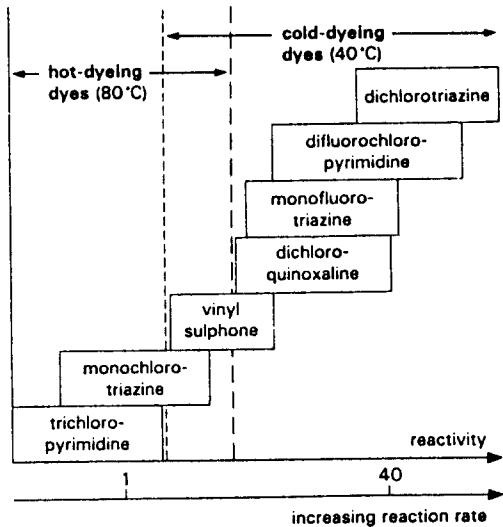 cold-dyeing
dyes (40°C)
hot-dyeing
dyes (80°C)
dichlorotriazine
difluorochloro-
pyrimidine
monofluoro-
triazine
dichloro-
quinoxaline
vinyl
sulphone
monochloro-
triazine
trichloro-
pyrimidine
reactivity
1 40
increasing reaction rate